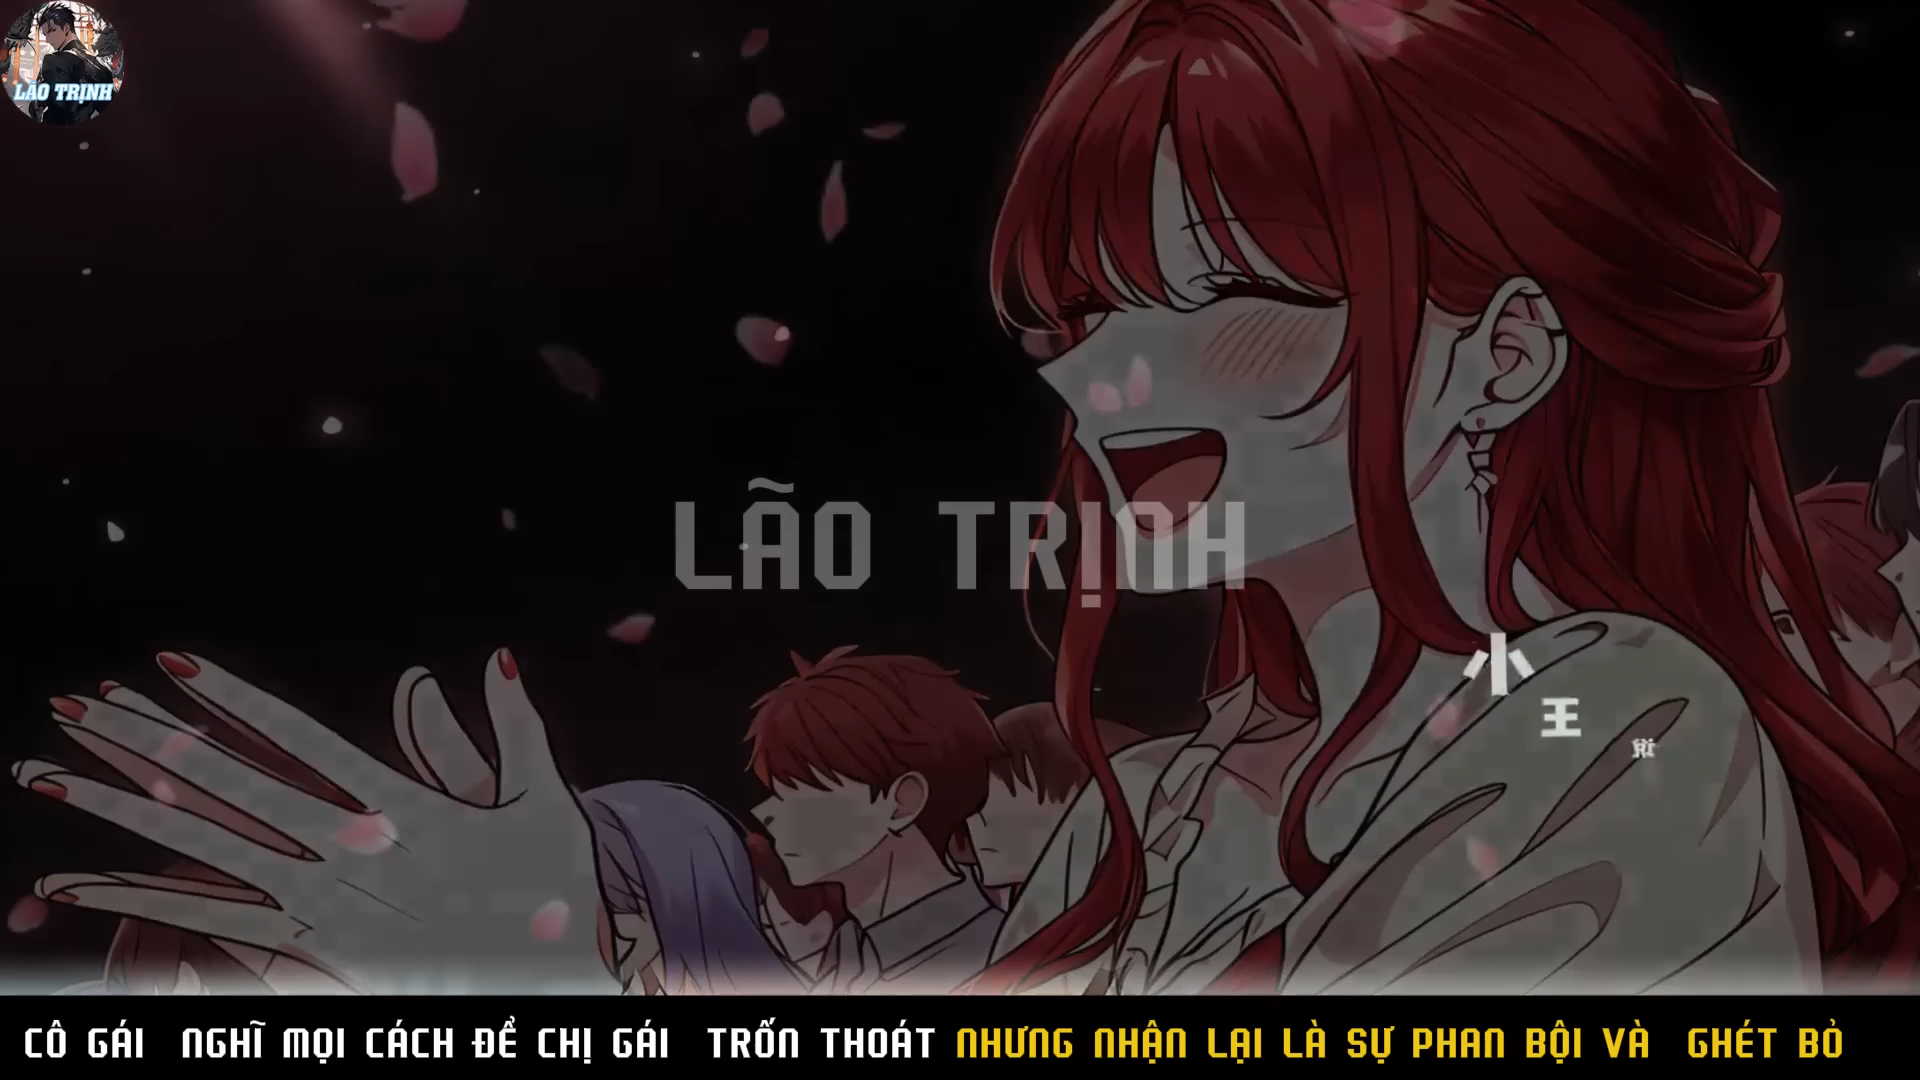 LÃO TRỊNH
LÃO TRỊNH
小
王
CÔ GÁI NGHĨ MỌI CÁCH ĐỂ CHỊ GÁI TRỐN THOÁT NHƯNG NHẬN LẠI LÀ SỰ PHAN BỘI VÀ GHÉT BỎ